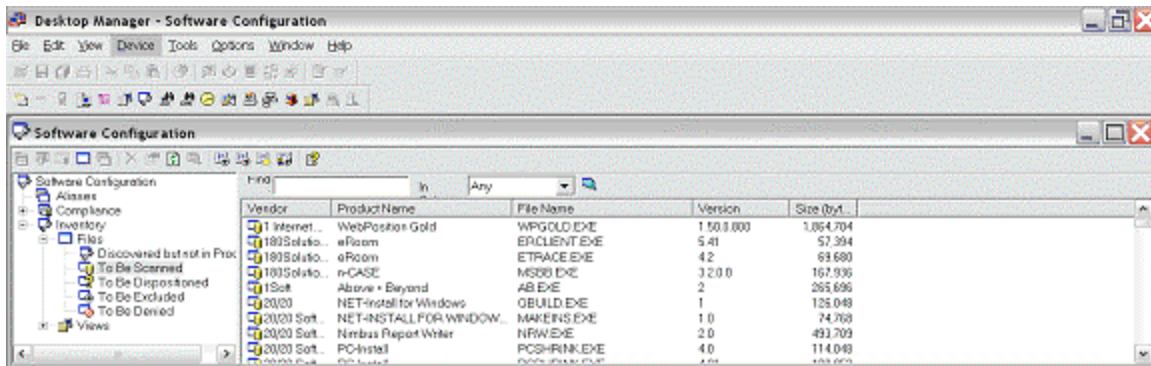 Desktop Manager - Software Configuration
File Edit View Device Tools Options Window Help
Software Configuration
Software Configuration
Aliases
Compliance
Inventory
Files
Discovered but not in Proc
To Be Scanned
To Be Dispositioned
To Be Excluded
To Be Denied
Views
Find In Any
Vendor Product Name File Name Version Size (byt...
1 Internet... WebPosition Gold WPGOLD.EXE 1.50.0.800 1,864,704
180Solutio... eRoom ERCLIENT.EXE 5.41 57,394
180Solutio... eRoom ETRACE.EXE 4.2 69,680
180Solutio... n-CASE MSBB.EXE 3.2.0.0 167,936
1Soft Above + Beyond AB.EXE 2 265,696
20/20 NET-Install for Windows OBUILD.EXE 1 126,048
20/20 Soft... NET-INSTALL FOR WINDOW... MAKEINS.EXE 1.0 74,768
20/20 Soft... Nimbus Report Writer NRW.EXE 2.0 493,709
20/20 Soft... PC-Install PCSHRINK.EXE 4.0 114,048